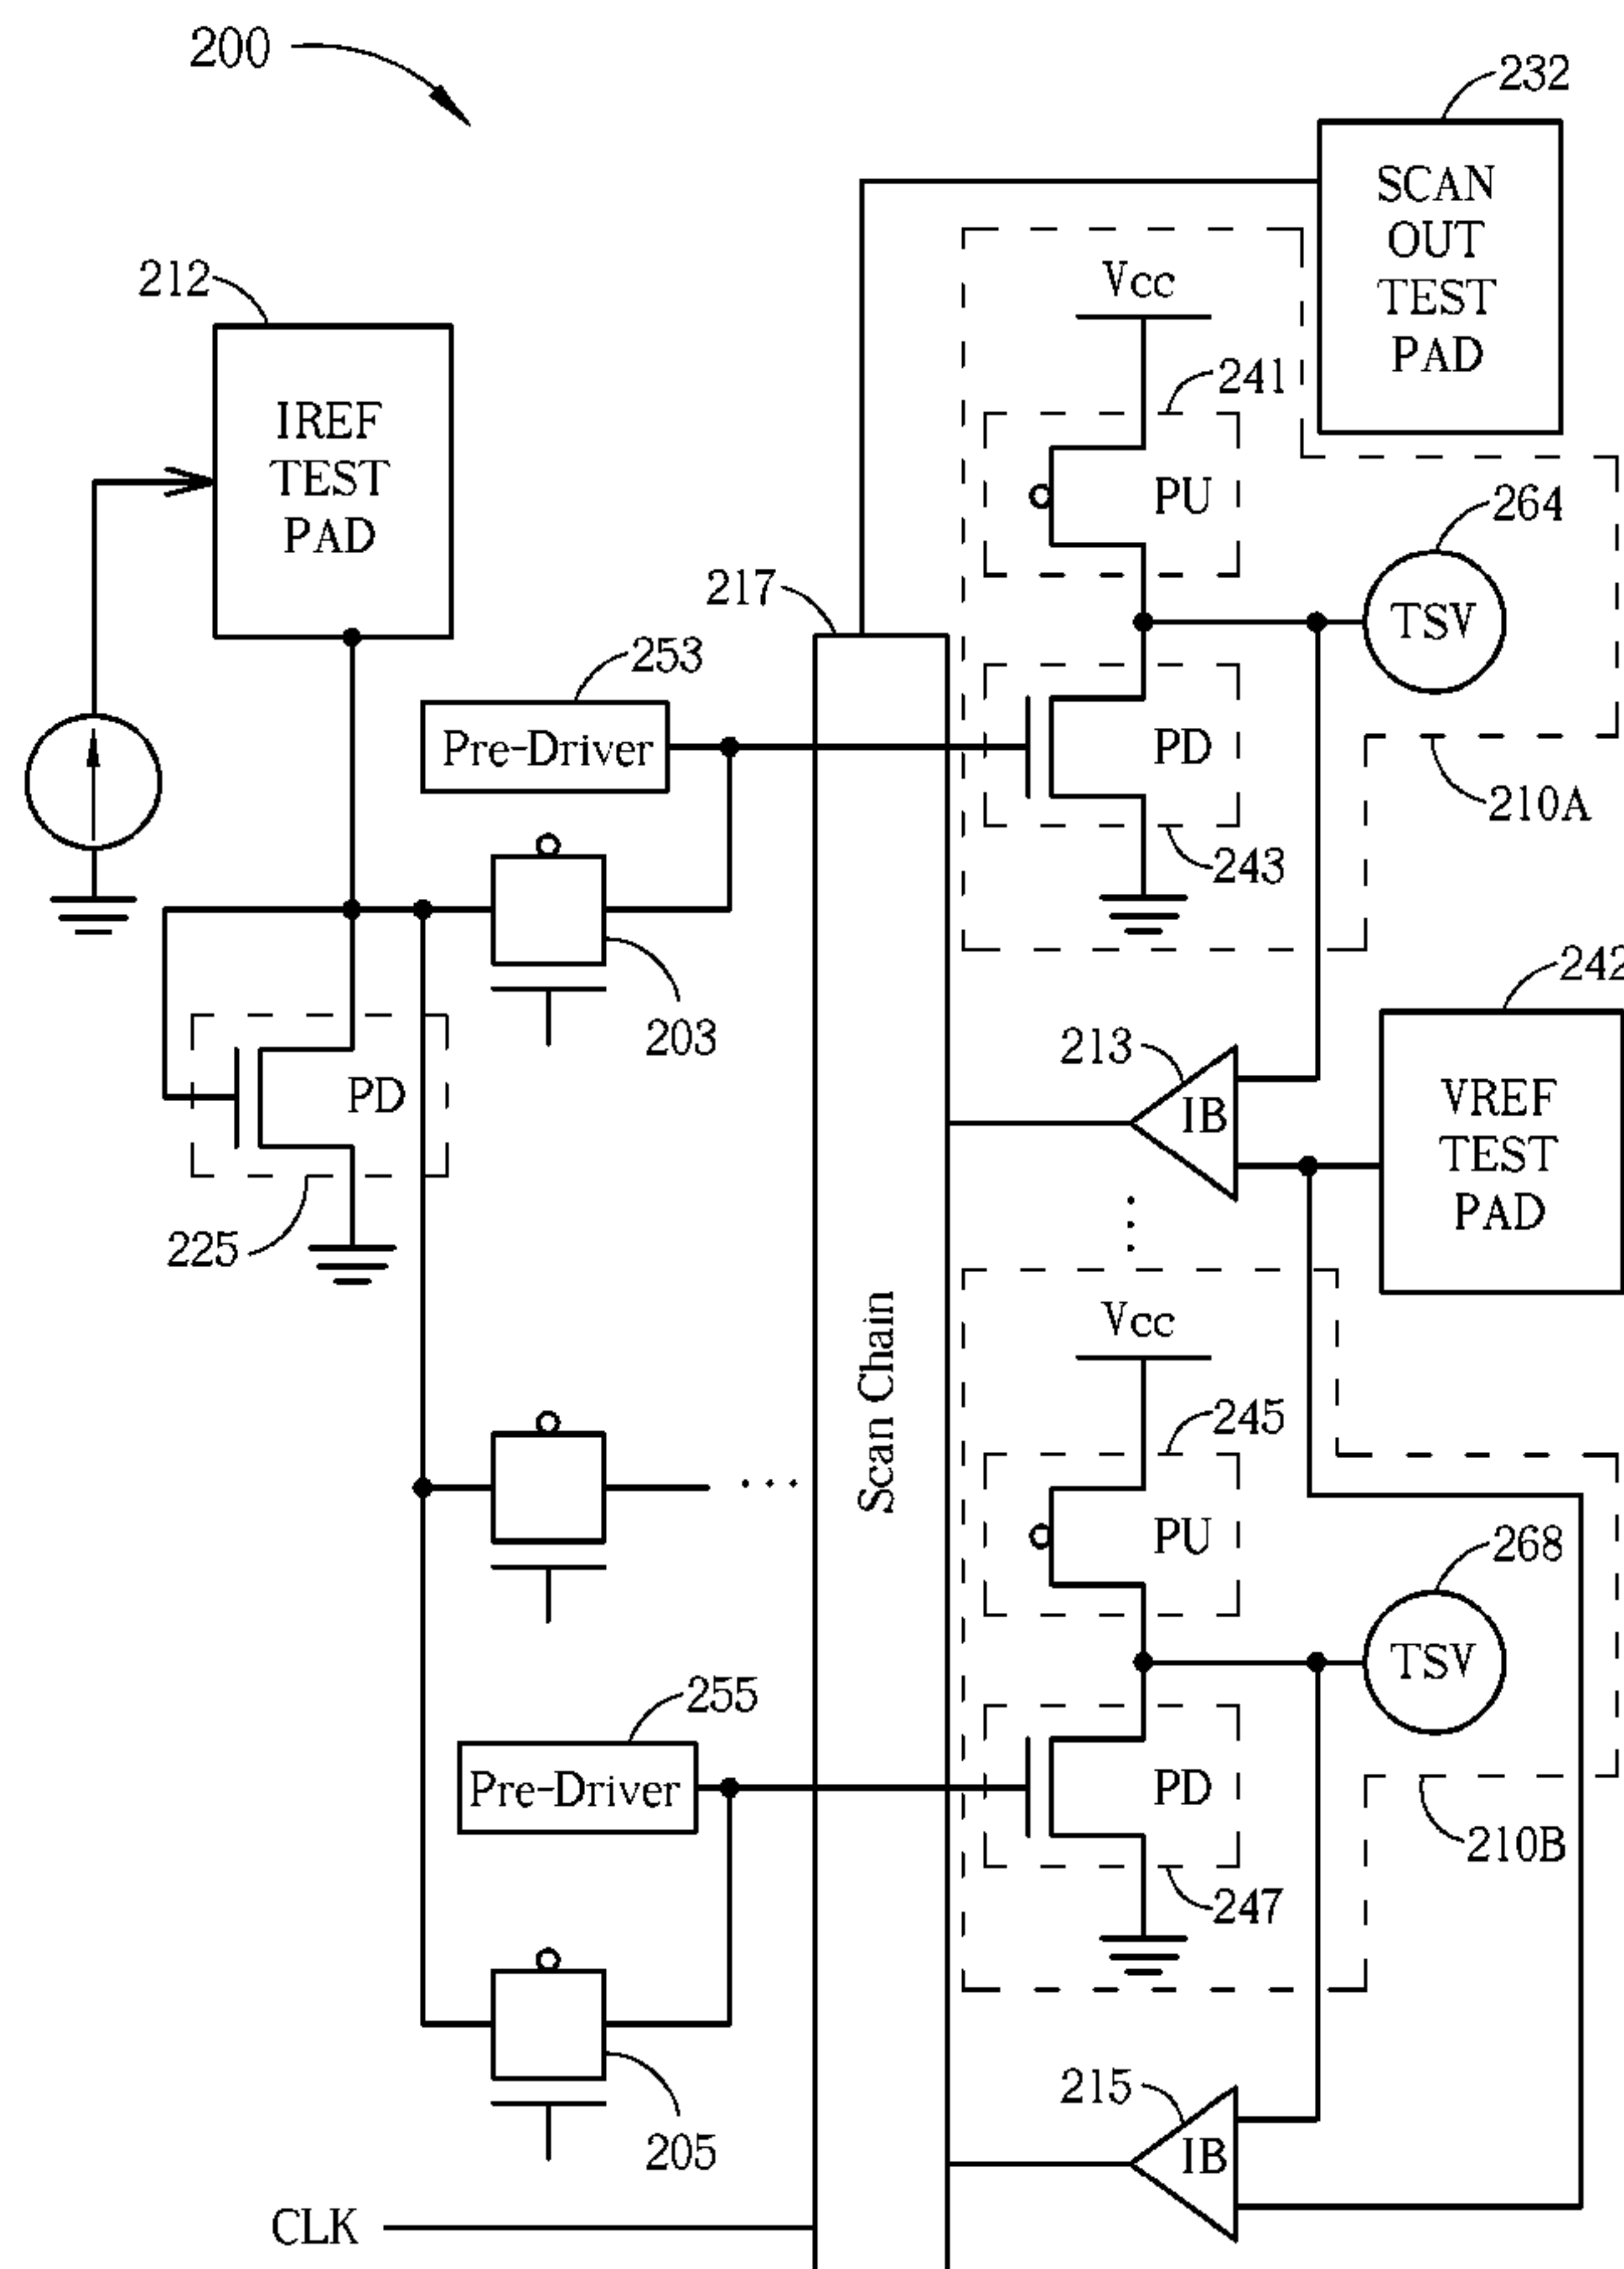 200
232
SCAN
OUT
TEST
PAD
212
IREF
TEST
PAD
Vcc
241
PU
264
TSV
217
253
Pre-Driver
PD
210A
243
203
242
213
IB
VREF
TEST
PAD
PD
225
Scan Chain
Vcc
245
PU
268
TSV
...
255
Pre-Driver
PD
210B
247
205
215
IB
CLK